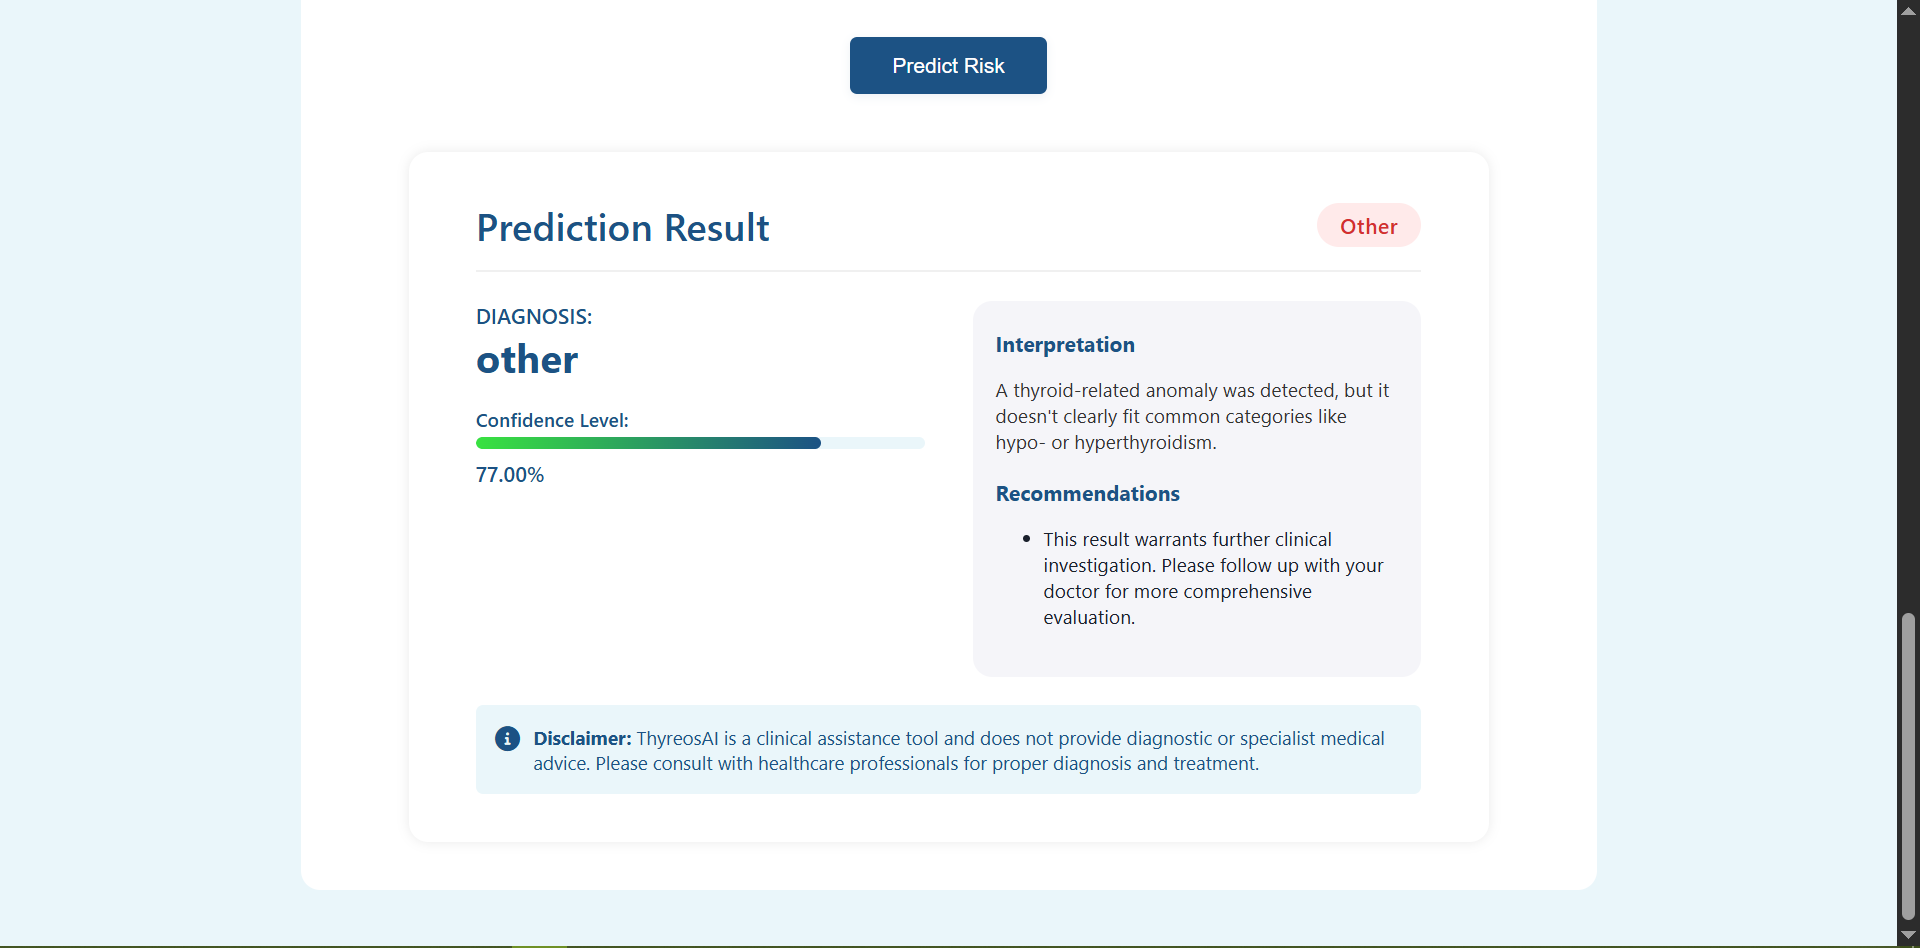 Predict Risk
Prediction Result
Other
DIAGNOSIS:
other
Confidence Level:
77.00%
Interpretation
A thyroid-related anomaly was detected, but it
doesn't clearly fit common categories like
hypo- or hyperthyroidism.
Recommendations
• This result warrants further clinical
investigation. Please follow up with your
doctor for more comprehensive
evaluation.
Disclaimer: ThyreosAI is a clinical assistance tool and does not provide diagnostic or specialist medical
advice. Please consult with healthcare professionals for proper diagnosis and treatment.